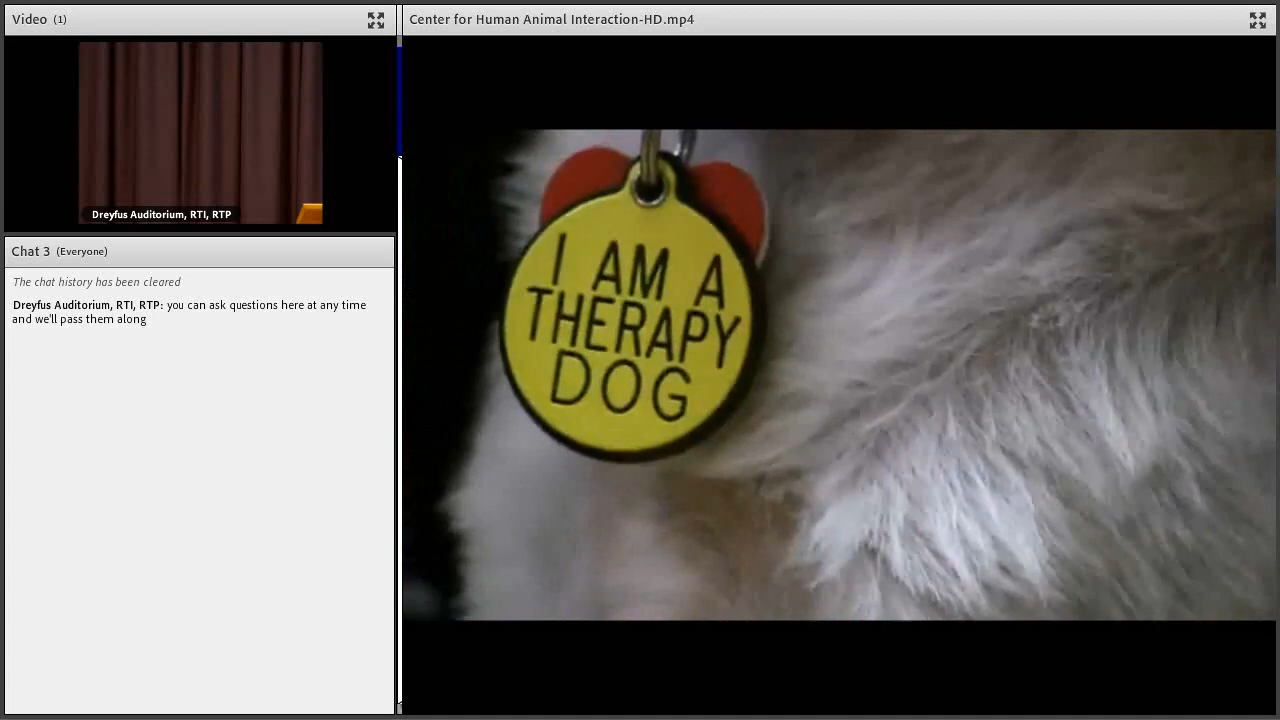 Video (1)
Center for Human Animal Interaction-HD.mp4
Dreyfus Auditorium, RTI, RTP
Chat 3 (Everyone)
The chat history has been cleared
Dreyfus Auditorium, RTI, RTP: you can ask questions here at any time
and we'll pass them along
I AM A
THERAPY
DOG